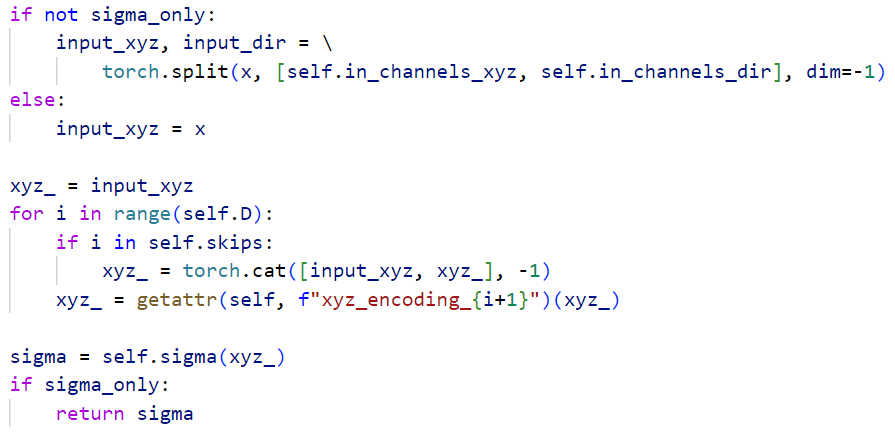 if not sigma_only:
    input_xyz, input_dir = \
        torch.split(x, [self.in_channels_xyz, self.in_channels_dir], dim=-1)
else:
    input_xyz = x

xyz_ = input_xyz
for i in range(self.D):
    if i in self.skips:
        xyz_ = torch.cat([input_xyz, xyz_], -1)
    xyz_ = getattr(self, f"xyz_encoding_{i+1}")(xyz_)

sigma = self.sigma(xyz_)
if sigma_only:
    return sigma